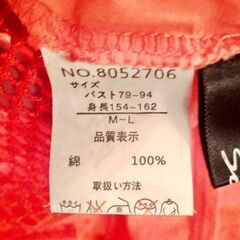 NO.8052706
サイズ
バスト79-94
身長154-162
M~L
品質表示
綿 100%
取扱い方法